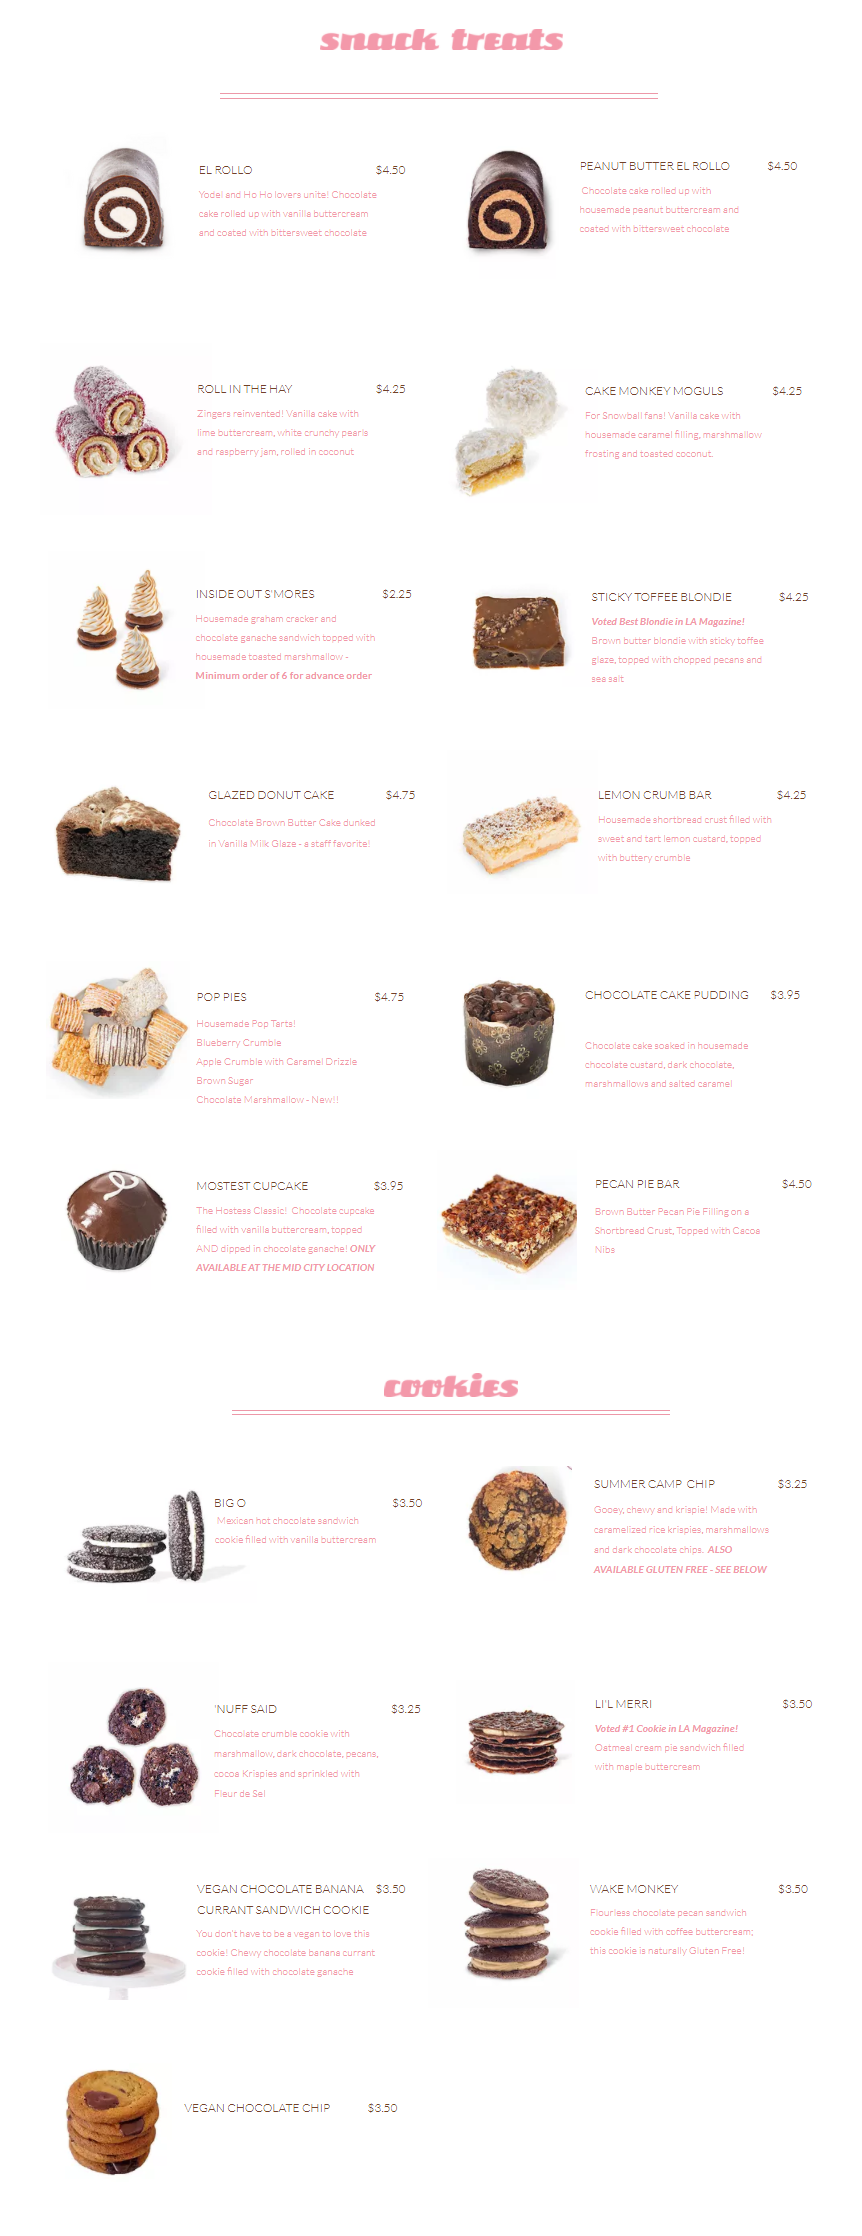 snack treats
EL ROLLO $4.50
Yodel and Ho Ho lovers unite! Chocolate
cake rolled up with vanilla buttercream
and coated with bittersweet chocolate
PEANUT BUTTER EL ROLLO $4.50
Chocolate cake rolled up with
housemade peanut buttercream and
coated with bittersweet chocolate
ROLL IN THE HAY $4.25
Zingers reinvented! Vanilla cake with
lime buttercream, white crunchy pearls
and raspberry jam, rolled in coconut
CAKE MONKEY MOGULS $4.25
For Snowball fans! Vanilla cake with
housemade caramel filling, marshmallow
frosting and toasted coconut.
INSIDE OUT S'MORES $2.25
Housemade graham cracker and
chocolate ganache sandwich topped with
housemade toasted marshmallow -
Minimum order of 6 for advance order
STICKY TOFFEE BLONDIE $4.25
Voted Best Blondie in LA Magazine!
Brown butter blondie with sticky toffee
glaze, topped with chopped pecans and
sea salt
GLAZED DONUT CAKE $4.75
Chocolate Brown Butter Cake dunked
in Vanilla Milk Glaze - a staff favorite!
LEMON CRUMB BAR $4.25
Housemade shortbread crust filled with
sweet and tart lemon custard, topped
with buttery crumble
POP PIES $4.75
Housemade Pop Tarts!
Blueberry Crumble
Apple Crumble with Caramel Drizzle
Brown Sugar
Chocolate Marshmallow - New!!
CHOCOLATE CAKE PUDDING $3.95
Chocolate cake soaked in housemade
chocolate custard, dark chocolate,
marshmallows and salted caramel
MOSTEST CUPCAKE $3.95
The Hostess Classic! Chocolate cupcake
filled with vanilla buttercream, topped
AND dipped in chocolate ganache! ONLY
AVAILABLE AT THE MID CITY LOCATION
PECAN PIE BAR $4.50
Brown Butter Pecan Pie Filling on a
Shortbread Crust, Topped with Cacoa
Nibs
cookies
BIG O $3.50
Mexican hot chocolate sandwich
cookie filled with vanilla buttercream
SUMMER CAMP CHIP $3.25
Gooey, chewy and krispie! Made with
caramelized rice krispies, marshmallows
and dark chocolate chips. ALSO
AVAILABLE GLUTEN FREE - SEE BELOW
'NUFF SAID $3.25
Chocolate crumble cookie with
marshmallow, dark chocolate, pecans,
cocoa Krispies and sprinkled with
Fleur de Sel
LI'L MERRI $3.50
Voted #1 Cookie in LA Magazine!
Oatmeal cream pie sandwich filled
with maple buttercream
VEGAN CHOCOLATE BANANA $3.50
CURRANT SANDWICH COOKIE
You don't have to be a vegan to love this
cookie! Chewy chocolate banana currant
cookie filled with chocolate ganache
WAKE MONKEY $3.50
Flourless chocolate pecan sandwich
cookie filled with coffee buttercream;
this cookie is naturally Gluten Free!
VEGAN CHOCOLATE CHIP $3.50